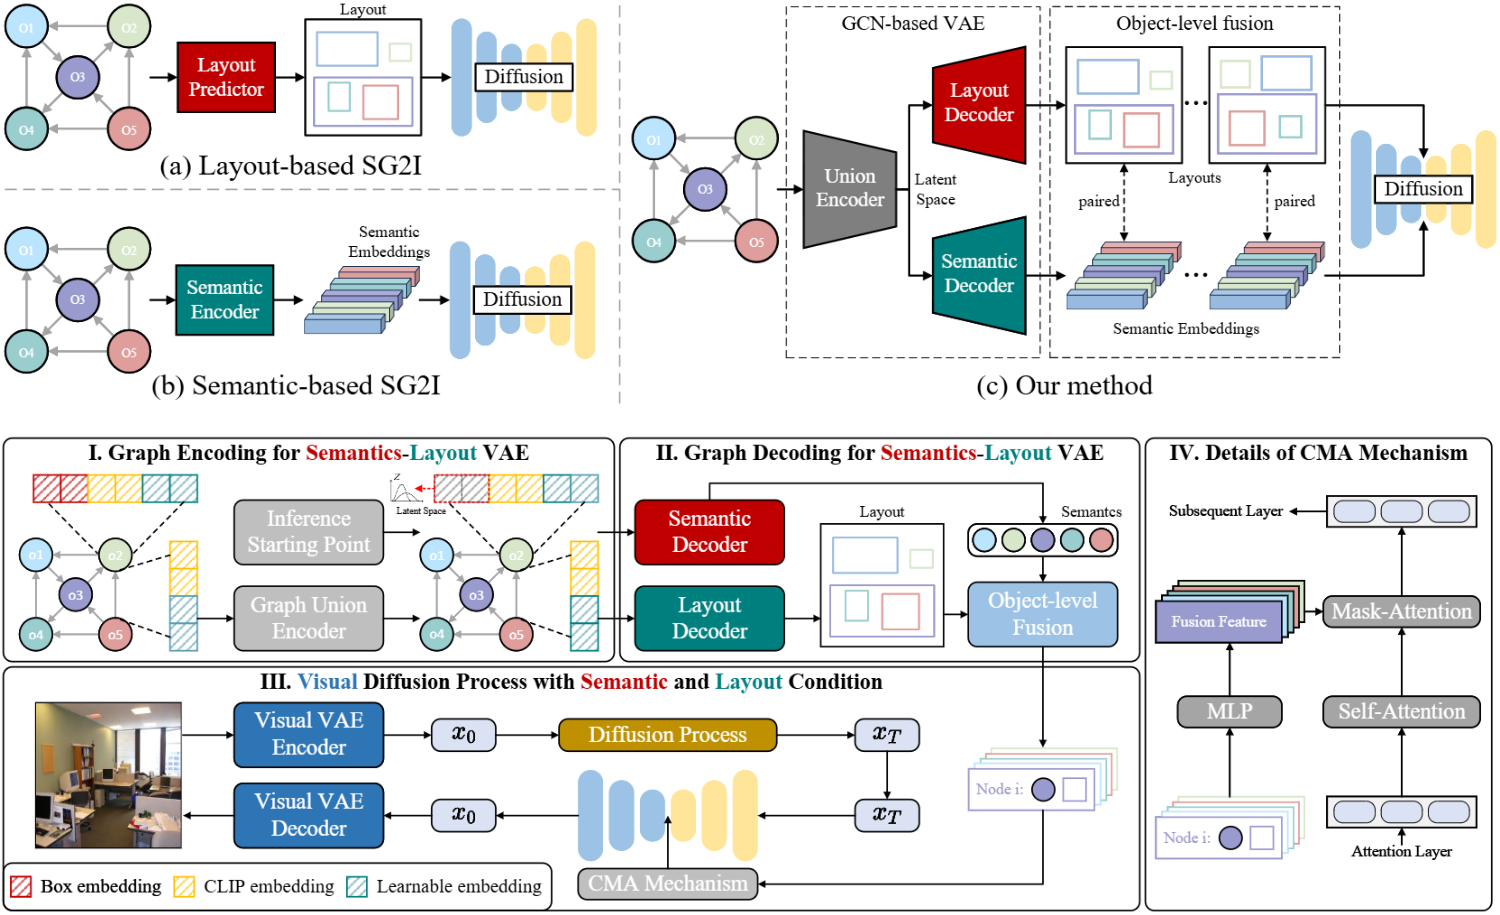 O1
O2
O3
O4
O5
Layout
Predictor
Layout
Diffusion
(a) Layout-based SG2I
O1
O2
O3
O4
O5
Semantic
Encoder
Semantic
Embeddings
Diffusion
(b) Semantic-based SG2I
GCN-based VAE
Object-level fusion
O1
O2
O3
O4
O5
Union
Encoder
Latent
Space
Layout
Decoder
Semantic
Decoder
...
Layouts
paired
paired
...
Semantic Embeddings
Diffusion
(c) Our method
I. Graph Encoding for Semantics-Layout VAE
o1
o2
o3
o4
o5
Inference
Starting Point
Graph Union
Encoder
Z
Latent Space
o1
o2
o3
o4
o5
II. Graph Decoding for Semantics-Layout VAE
Semantic
Decoder
Layout
Decoder
Layout
Semantcs
Object-level
Fusion
III. Visual Diffusion Process with Semantic and Layout Condition
Visual VAE
Encoder
x0
Diffusion Process
xT
Visual VAE
Decoder
x0
xT
Node i:
CMA Mechanism
Box embedding
CLIP embedding
Learnable embedding
IV. Details of CMA Mechanism
Subsequent Layer
Fusion Feature
Mask-Attention
MLP
Self-Attention
Node i:
Attention Layer